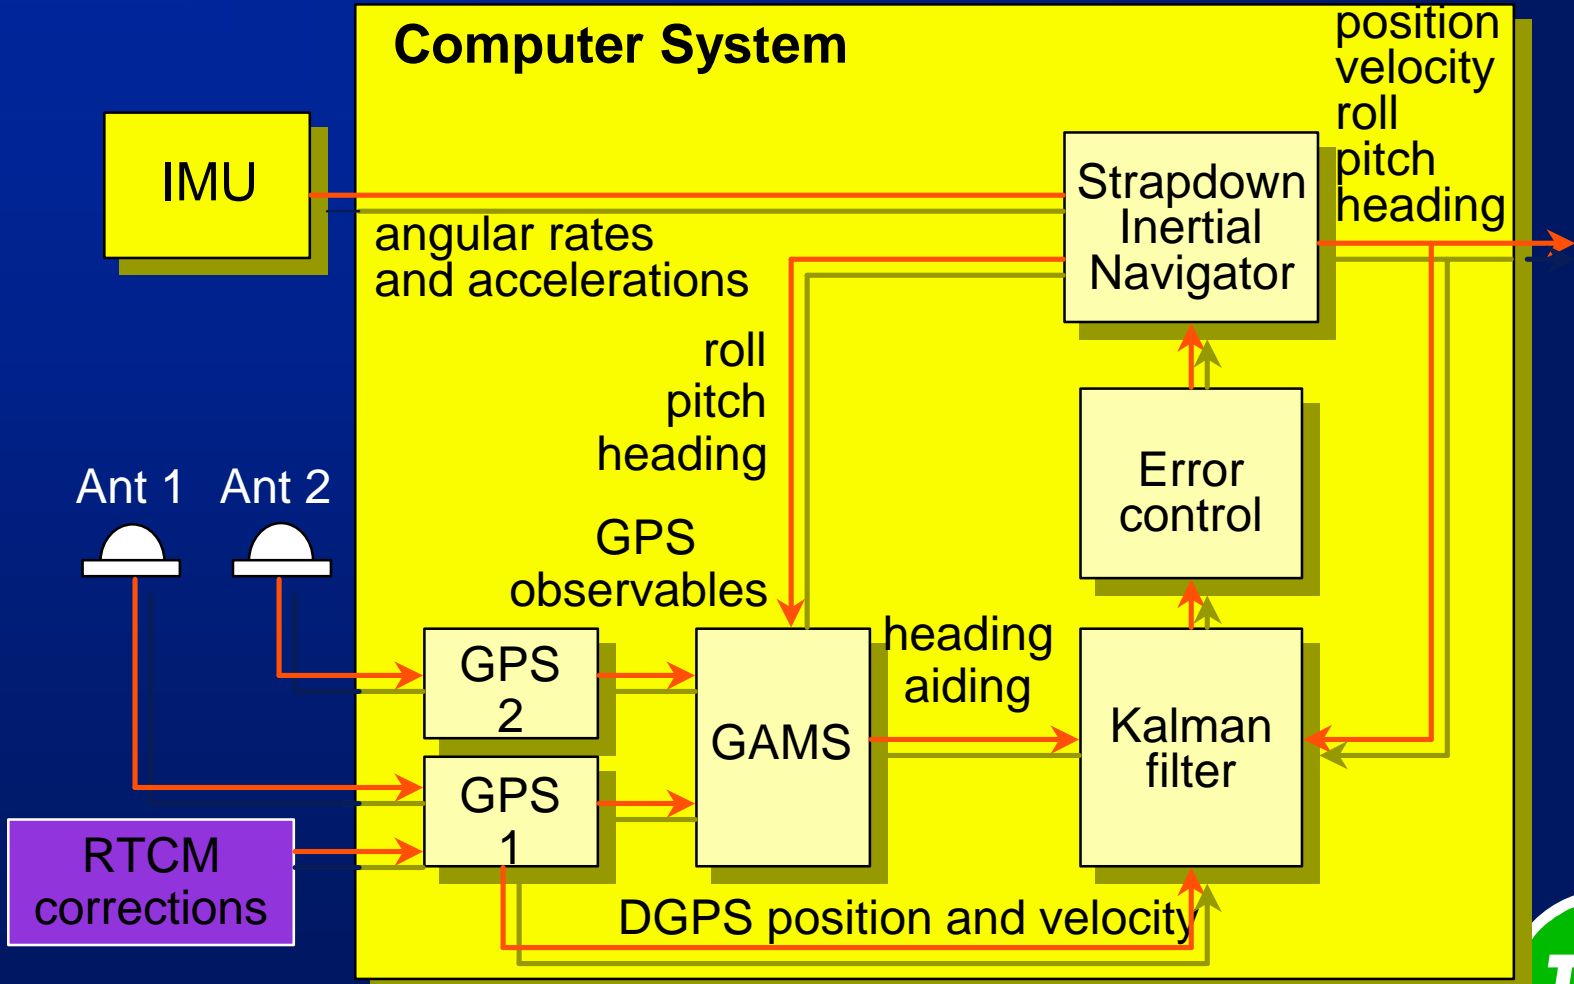 Computer System
position
velocity
roll
pitch
heading
IMU
Strapdown
Inertial
Navigator
angular rates
and accelerations
roll
pitch
heading
Error
control
Ant 1
Ant 2
GPS
observables
GPS
2
heading
aiding
GAMS
Kalman
filter
GPS
1
RTCM
corrections
DGPS position and velocity